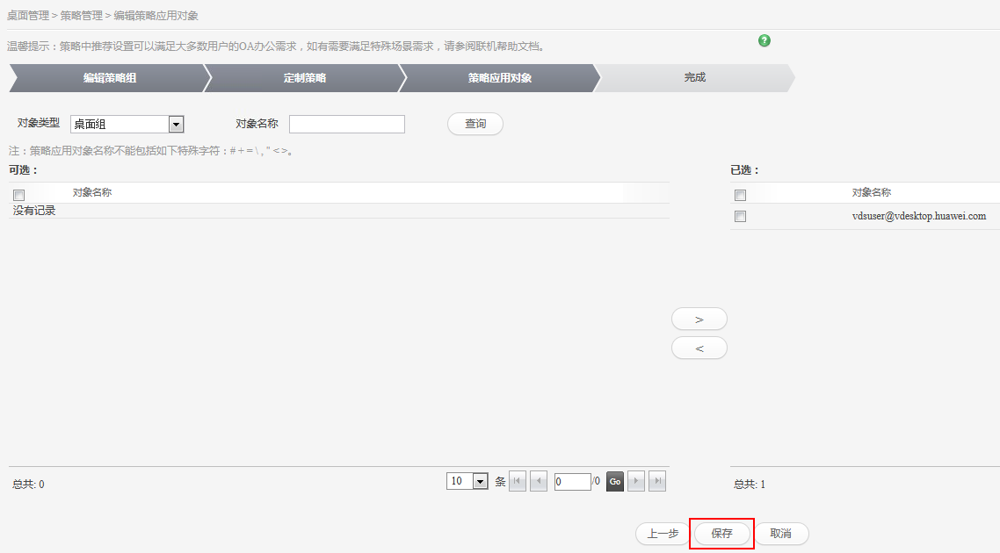 桌面管理 > 策略管理 > 编辑策略应用对象
温馨提示：策略中推荐设置可以满足大多数用户的OA办公需求，如有需要满足特殊场景需求，请参阅联机帮助文档。 ?
编辑策略组 定制策略 策略应用对象 完成
对象类型 桌面组 对象名称 查询
注：策略应用对象名称不能包括如下特殊字符：# + = \ , " < >。
可选： 已选：
对象名称 对象名称
没有记录 vdsuser@vdesktop.huawei.com
>
<
总共: 0 10 条 0 /0 Go 总共: 1
上一步 保存 取消